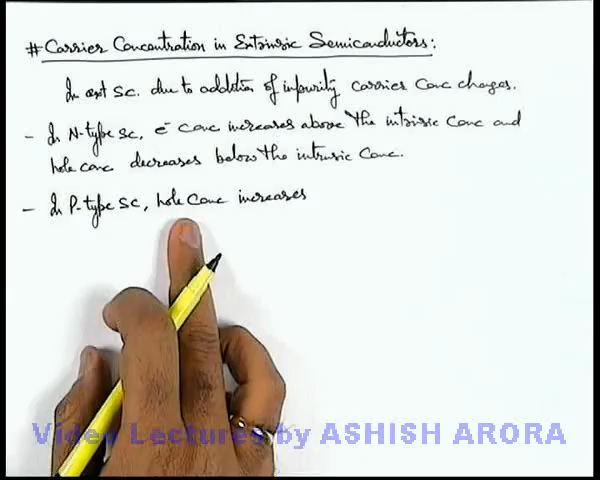 # Carrier Concentration in Extrinsic Semiconductors:
In ext SC. due to addition of impurity carrier conc changes.
- In N-type SC, e⁻ conc increases above the intrinsic conc and
hole conc decreases below the intrinsic conc.
- In P-type SC, hole conc increases
Video Lectures by ASHISH ARORA